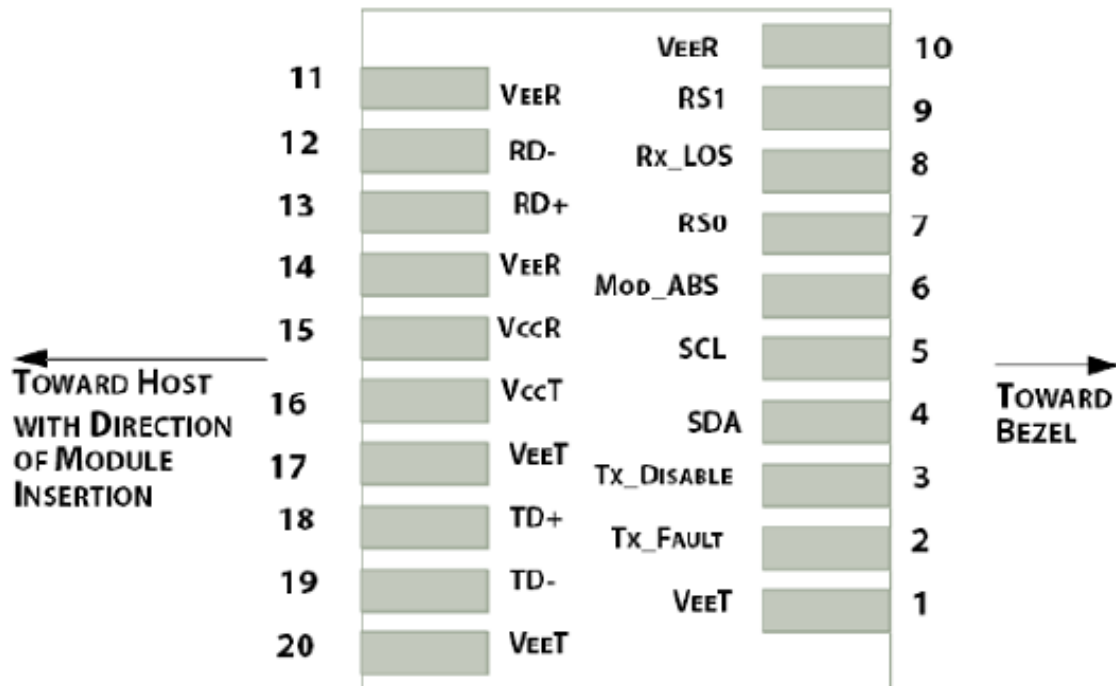 VEER 10
11 VEER
RS1 9
12 RD-
Rx_LOS 8
13 RD+
RS0 7
14 VEER
MOD_ABS 6
15 VCCR
SCL 5
TOWARD HOST
WITH DIRECTION
OF MODULE
INSERTION
TOWARD
BEZEL
16 VCCT
SDA 4
17 VEET
TX_DISABLE 3
18 TD+
TX_FAULT 2
19 TD-
VEET 1
20 VEET